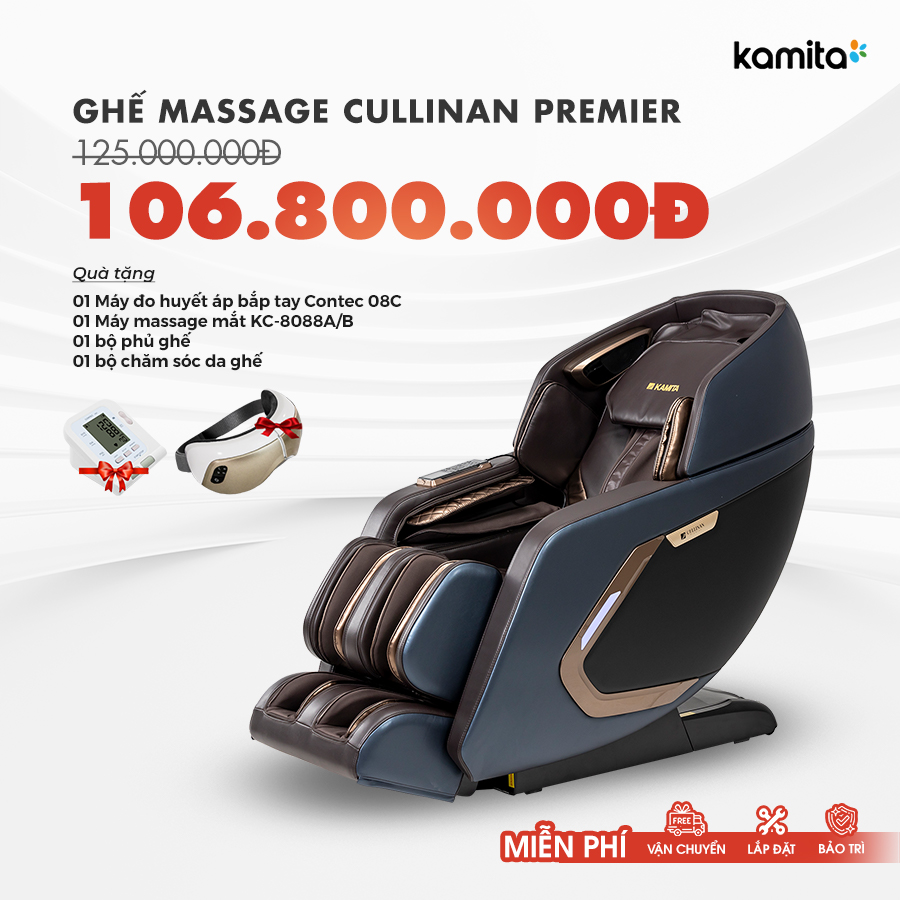 kamita
GHẾ MASSAGE CULLINAN PREMIER
125.000.000Đ
106.800.000Đ
Quà tặng
01 Máy đo huyết áp bắp tay Contec 08C
01 Máy massage mắt KC-8088A/B
01 bộ phủ ghế
01 bộ chăm sóc da ghế
KAMITA
CULLINAN
MIỄN PHÍ
FREE
VẬN CHUYỂN
LẮP ĐẶT
BẢO TRÌ